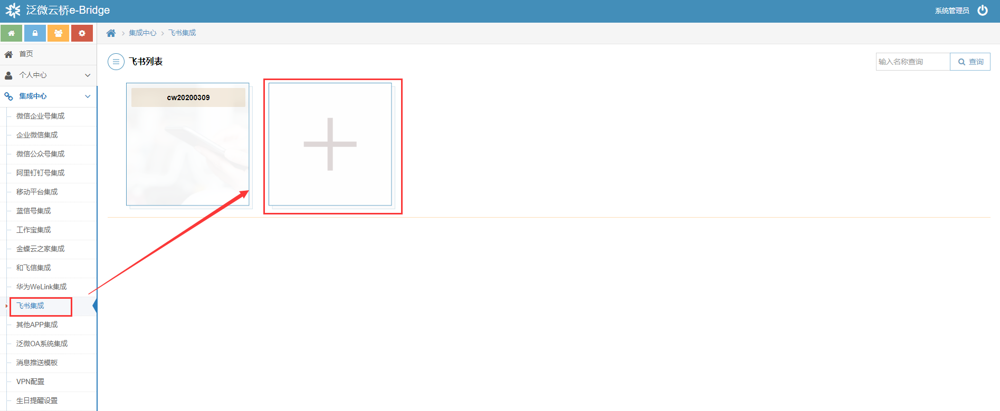 泛微云桥e-Bridge
系统管理员
集成中心
飞书集成
首页
个人中心
集成中心
微信企业号集成
企业微信集成
微信公众号集成
阿里钉钉号集成
移动平台集成
蓝信号集成
工作宝集成
金蝶云之家集成
和飞信集成
华为WeLink集成
飞书集成
其他APP集成
泛微OA系统集成
消息推送模板
VPN配置
生日提醒设置
飞书列表
输入名称查询
查询
cw20200309